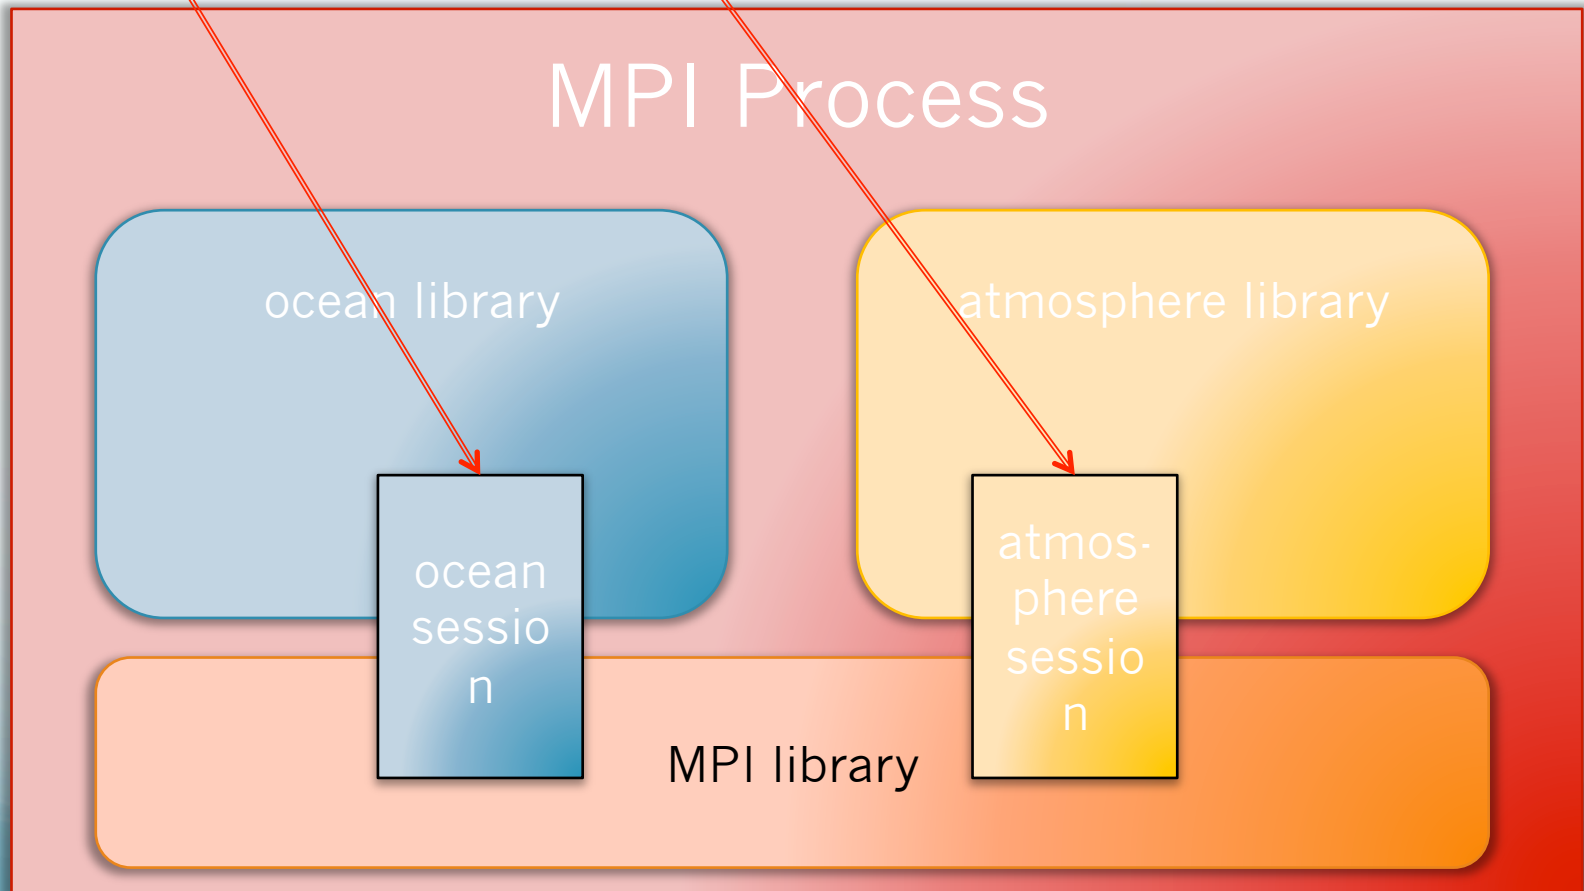 MPI Process
ocean library
atmosphere library
ocean
sessio
n
atmos-
phere
sessio
n
MPI library